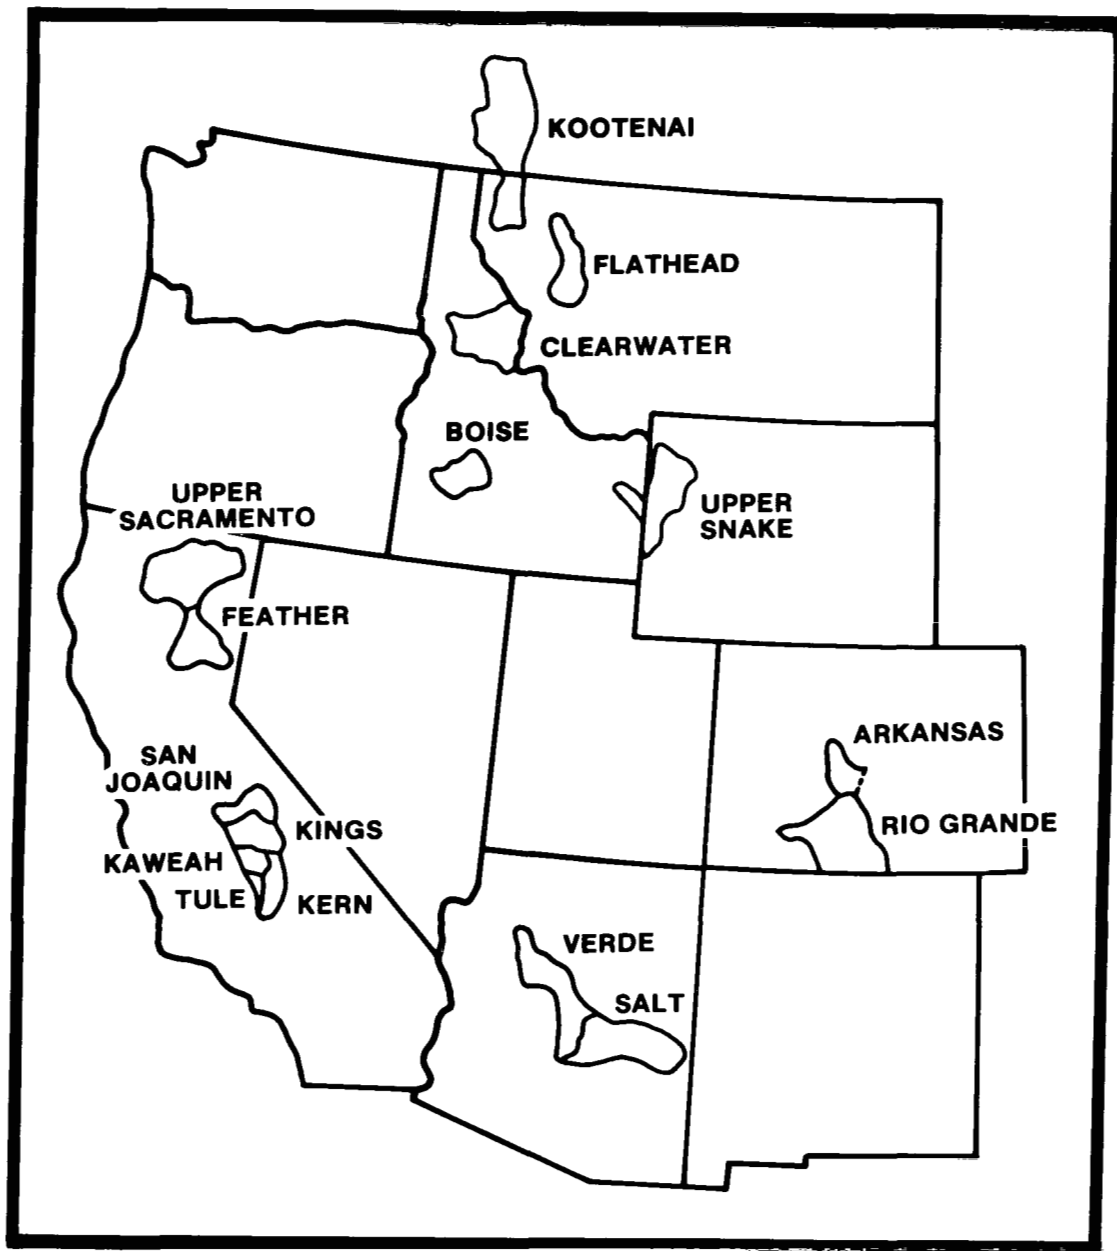 KOOTENAI
FLATHEAD
CLEARWATER
BOISE
UPPER
SACRAMENTO
UPPER
SNAKE
FEATHER
ARKANSAS
SAN
JOAQUIN
KINGS
RIO GRANDE
KAWEAH
TULE
KERN
VERDE
SALT